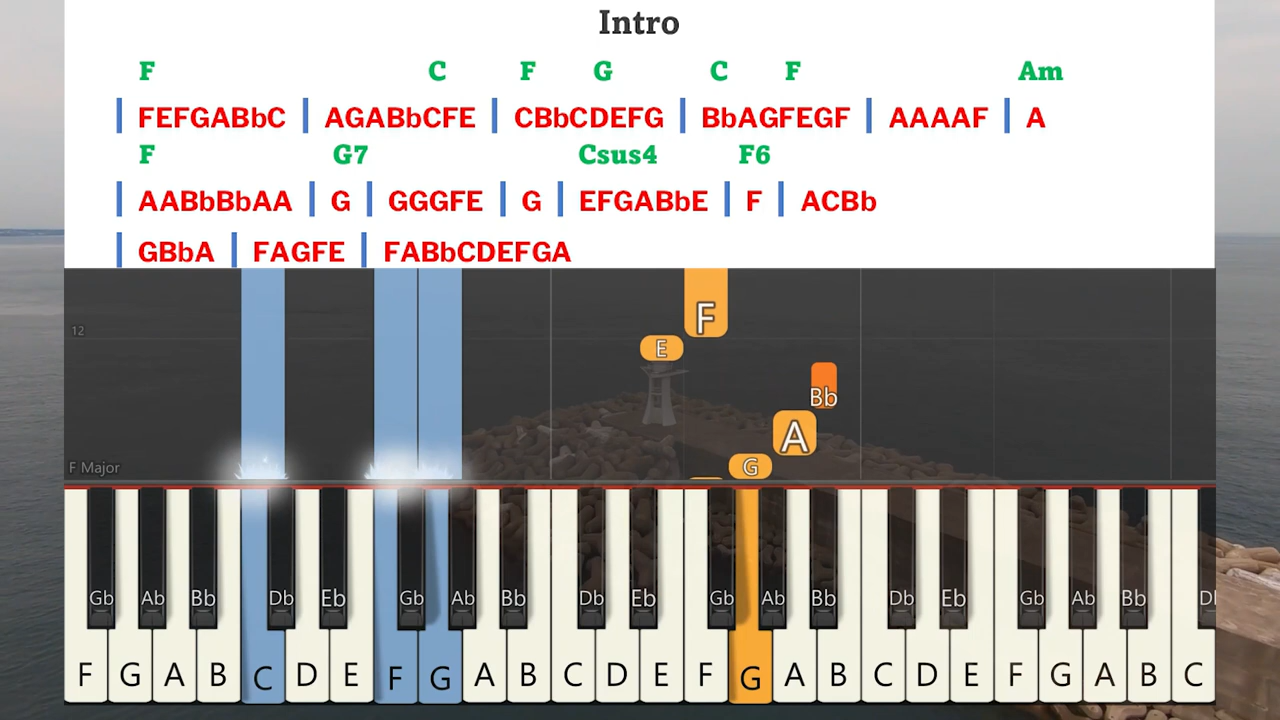 Intro
F C F G C F Am
| FEFGABbC | AGABbCFE | CBbCDEFG | BbAGFEGF | AAAAF | A
F G7 Csus4 F6
| AABbBbAA | G | GGGFE | G | EFGABbE | F | ACBb
| GBbA | FAGFE | FABbCDEFGA
F
12
E
Bb
A
F Major
G
Gb Ab Bb Db Eb Gb Ab Bb Db Eb Gb Ab Bb Db Eb Gb Ab Bb
F G A B C D E F G A B C D E F G A B C D E F G A B C